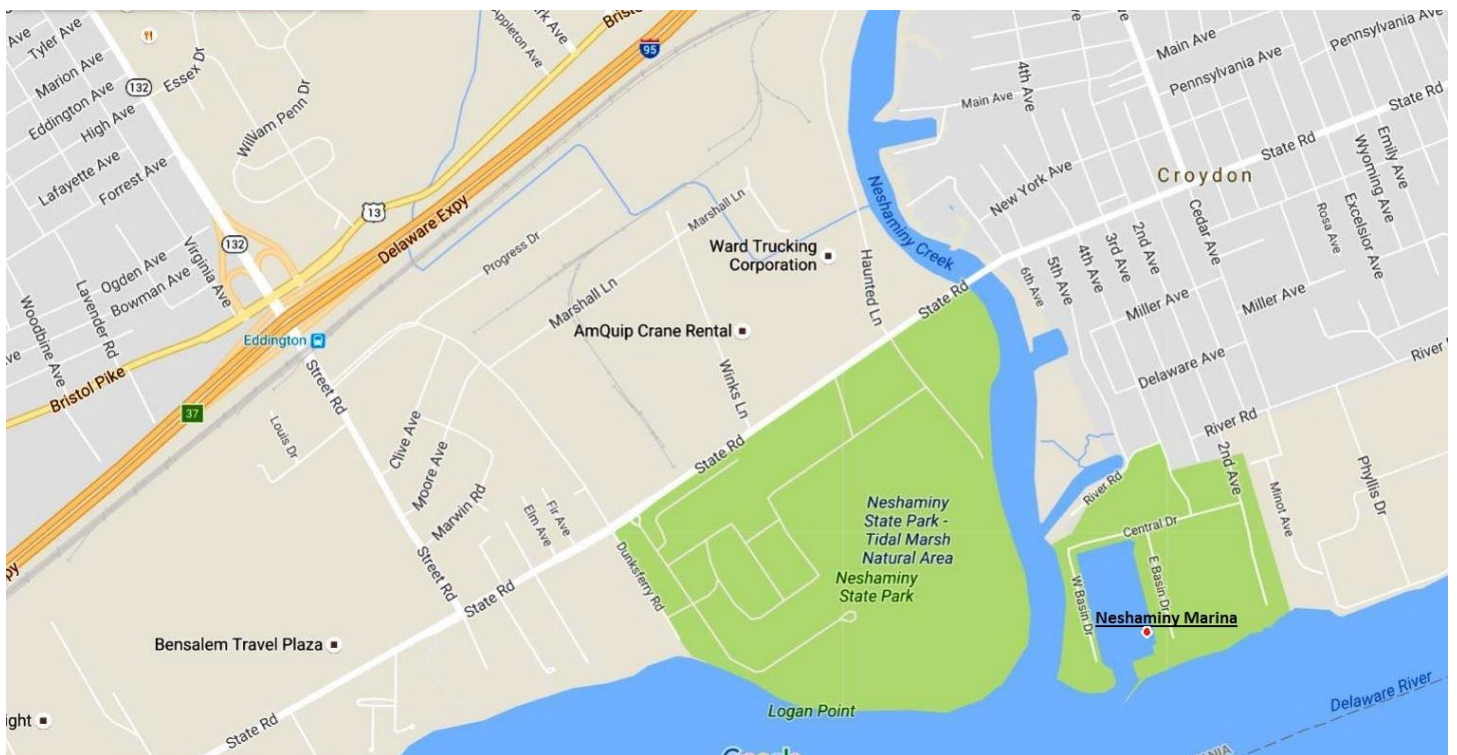 Ave
Tyler Ave
Marion Ave
Eddington Ave
High Ave
Lafayette Ave
Forrest Ave
132
Essex Dr
Appleton Ave
Ave
95
13
Delaware Expy
132
Virginia Ave
Ogden Ave
Bowman Ave
Lavender Rd
Woodbine Ave
Bristol Pike
37
Eddington
Street Rd
Louis Dr
Clive Ave
Moore Ave
Marwin Rd
Street Rd
Progress Dr
Marshall Ln
Marshall Ln
Ward Trucking
Corporation
AmQuip Crane Rental
Winks Ln
Haunted Ln
State Rd
State Rd
Fir Ave
Elm Ave
State Rd
Dunksferry Rd
Bensalem Travel Plaza
State Rd
Neshaminy
State Park -
Tidal Marsh
Natural Area
Neshaminy
State Park
Logan Point
Neshaminy Creek
Main Ave
4th Ave
Main Ave
Pennsylvania Ave
Pennsylvania Ave
State Rd
State Rd
New York Ave
Croydon
Emily Ave
Wyoming Ave
Excelsior Ave
Rosa Ave
Cedar Ave
2nd Ave
3rd Ave
4th Ave
5th Ave
6th Ave
Miller Ave
Miller Ave
Delaware Ave
River Rd
2nd Ave
Minot Ave
Phyllis Dr
River Rd
Central Dr
W Basin Dr
E Basin Dr
Neshaminy Marina
Delaware River